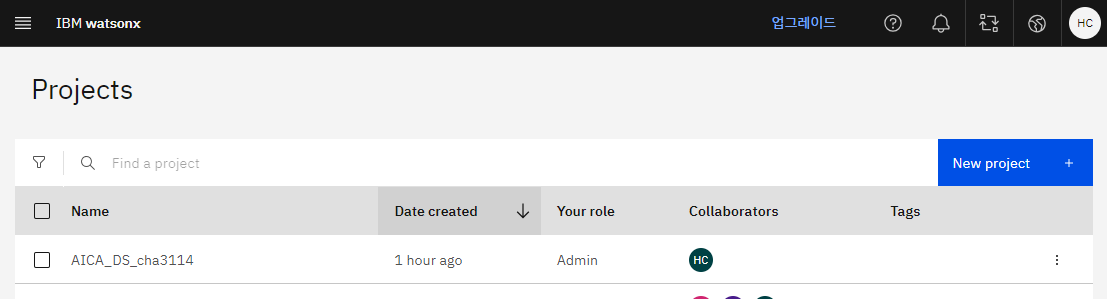 IBM watsonx 업그레이드 HC
Projects
Find a project New project +
Name Date created Your role Collaborators Tags
AICA_DS_cha3114 1 hour ago Admin HC